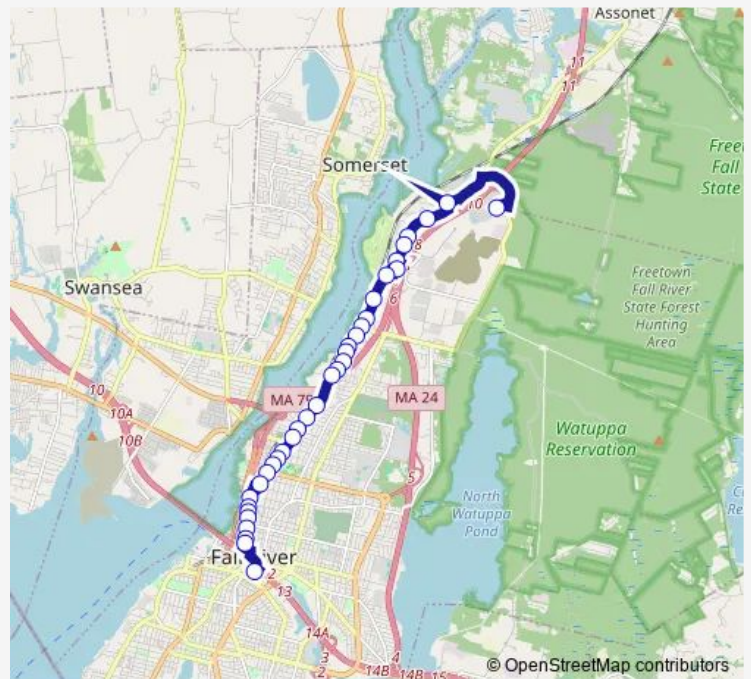 Assonet
11
11
Free
Fall
State
Somerset
10
8
Freetown
Fall River
State Forest
Hunting
Area
Swansea
6
MA 79
MA 24
10
10A
10B
Watuppa
Reservation
5
North
Watuppa
Pond
Fall River
2
13
14A
3
2
4
14B
14B
15
© OpenStreetMap contributors